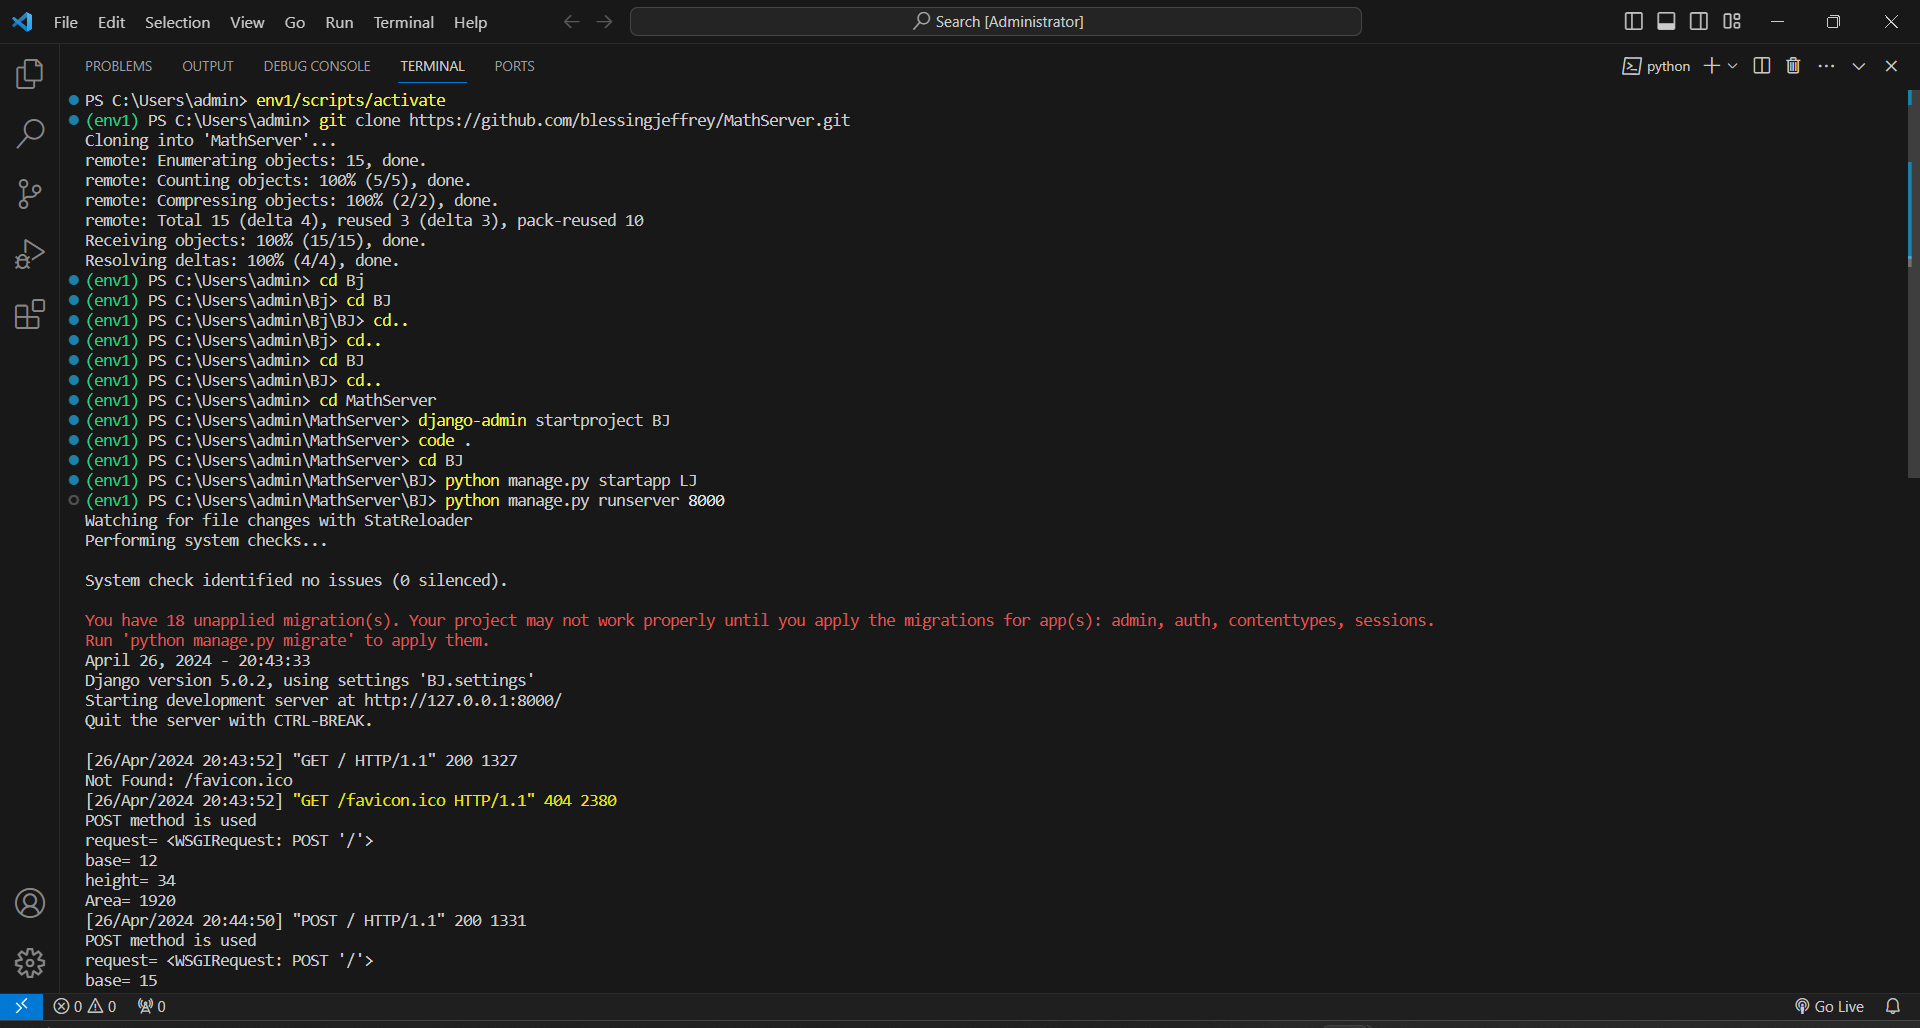 File Edit Selection View Go Run Terminal Help Search [Administrator]
PROBLEMS OUTPUT DEBUG CONSOLE TERMINAL PORTS python
PS C:\Users\admin> env1/scripts/activate
(env1) PS C:\Users\admin> git clone https://github.com/blessingjeffrey/MathServer.git
Cloning into 'MathServer'...
remote: Enumerating objects: 15, done.
remote: Counting objects: 100% (5/5), done.
remote: Compressing objects: 100% (2/2), done.
remote: Total 15 (delta 4), reused 3 (delta 3), pack-reused 10
Receiving objects: 100% (15/15), done.
Resolving deltas: 100% (4/4), done.
(env1) PS C:\Users\admin> cd Bj
(env1) PS C:\Users\admin\Bj> cd BJ
(env1) PS C:\Users\admin\Bj\BJ> cd..
(env1) PS C:\Users\admin\Bj> cd..
(env1) PS C:\Users\admin> cd BJ
(env1) PS C:\Users\admin\BJ> cd..
(env1) PS C:\Users\admin> cd MathServer
(env1) PS C:\Users\admin\MathServer> django-admin startproject BJ
(env1) PS C:\Users\admin\MathServer> code .
(env1) PS C:\Users\admin\MathServer> cd BJ
(env1) PS C:\Users\admin\MathServer\BJ> python manage.py startapp LJ
(env1) PS C:\Users\admin\MathServer\BJ> python manage.py runserver 8000
Watching for file changes with StatReloader
Performing system checks...
System check identified no issues (0 silenced).
You have 18 unapplied migration(s). Your project may not work properly until you apply the migrations for app(s): admin, auth, contenttypes, sessions.
Run 'python manage.py migrate' to apply them.
April 26, 2024 - 20:43:33
Django version 5.0.2, using settings 'BJ.settings'
Starting development server at http://127.0.0.1:8000/
Quit the server with CTRL-BREAK.
[26/Apr/2024 20:43:52] "GET / HTTP/1.1" 200 1327
Not Found: /favicon.ico
[26/Apr/2024 20:43:52] "GET /favicon.ico HTTP/1.1" 404 2380
POST method is used
request= <WSGIRequest: POST '/'>
base= 12
height= 34
Area= 1920
[26/Apr/2024 20:44:50] "POST / HTTP/1.1" 200 1331
POST method is used
request= <WSGIRequest: POST '/'>
base= 15
0 0 0 Go Live